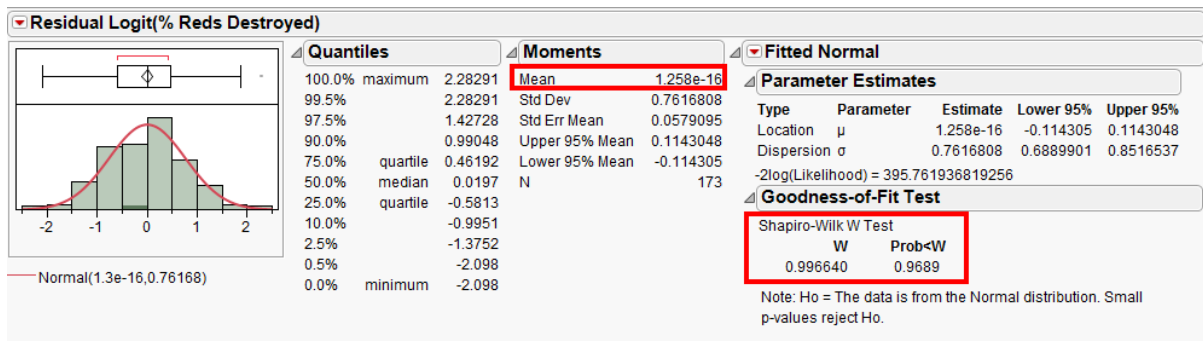 Residual Logit(% Reds Destroyed)
-2 -1 0 1 2
Normal(1.3e-16,0.76168)
Quantiles
100.0% maximum 2.28291
99.5% 2.28291
97.5% 1.42728
90.0% 0.99048
75.0% quartile 0.46192
50.0% median 0.0197
25.0% quartile -0.5813
10.0% -0.9951
2.5% -1.3752
0.5% -2.098
0.0% minimum -2.098
Moments
Mean 1.258e-16
Std Dev 0.7616808
Std Err Mean 0.0579095
Upper 95% Mean 0.1143048
Lower 95% Mean -0.114305
N 173
Fitted Normal
Parameter Estimates
Type Parameter Estimate Lower 95% Upper 95%
Location μ 1.258e-16 -0.114305 0.1143048
Dispersion σ 0.7616808 0.6889901 0.8516537
-2log(Likelihood) = 395.761936819256
Goodness-of-Fit Test
Shapiro-Wilk W Test
W Prob<W
0.996640 0.9689
Note: Ho = The data is from the Normal distribution. Small
p-values reject Ho.